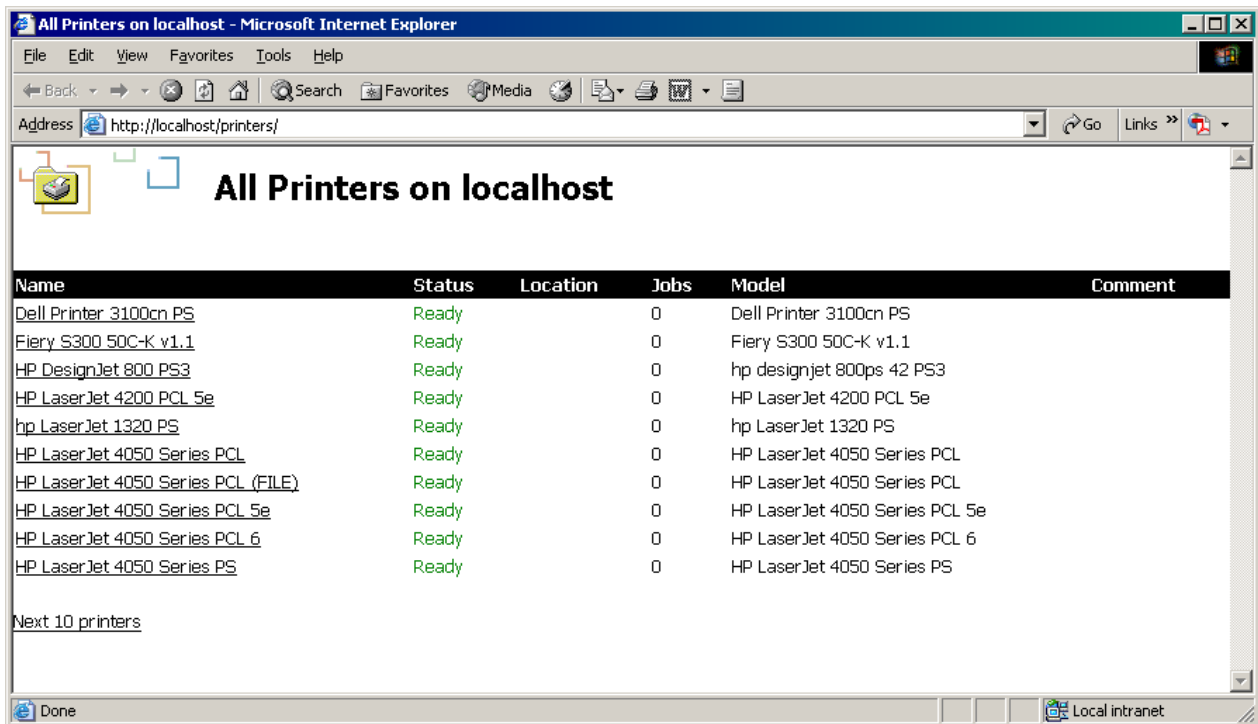 All Printers on localhost - Microsoft Internet Explorer
File Edit View Favorites Tools Help
Back Search Favorites Media
Address http://localhost/printers/ Go Links »
All Printers on localhost
Name Status Location Jobs Model Comment
Dell Printer 3100cn PS Ready 0 Dell Printer 3100cn PS
Fiery S300 50C-K v1.1 Ready 0 Fiery S300 50C-K v1.1
HP DesignJet 800 PS3 Ready 0 hp designjet 800ps 42 PS3
HP LaserJet 4200 PCL 5e Ready 0 HP LaserJet 4200 PCL 5e
hp LaserJet 1320 PS Ready 0 hp LaserJet 1320 PS
HP LaserJet 4050 Series PCL Ready 0 HP LaserJet 4050 Series PCL
HP LaserJet 4050 Series PCL (FILE) Ready 0 HP LaserJet 4050 Series PCL
HP LaserJet 4050 Series PCL 5e Ready 0 HP LaserJet 4050 Series PCL 5e
HP LaserJet 4050 Series PCL 6 Ready 0 HP LaserJet 4050 Series PCL 6
HP LaserJet 4050 Series PS Ready 0 HP LaserJet 4050 Series PS
Next 10 printers
Done Local intranet